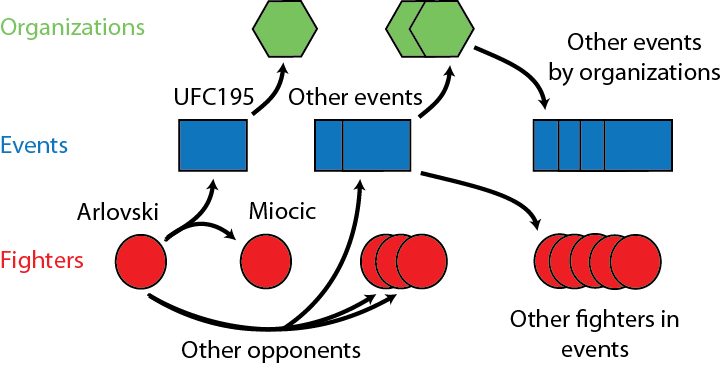 Organizations
Other events
by organizations
UFC195
Other events
Events
Arlovski
Miocic
Fighters
Other opponents
Other fighters in
events